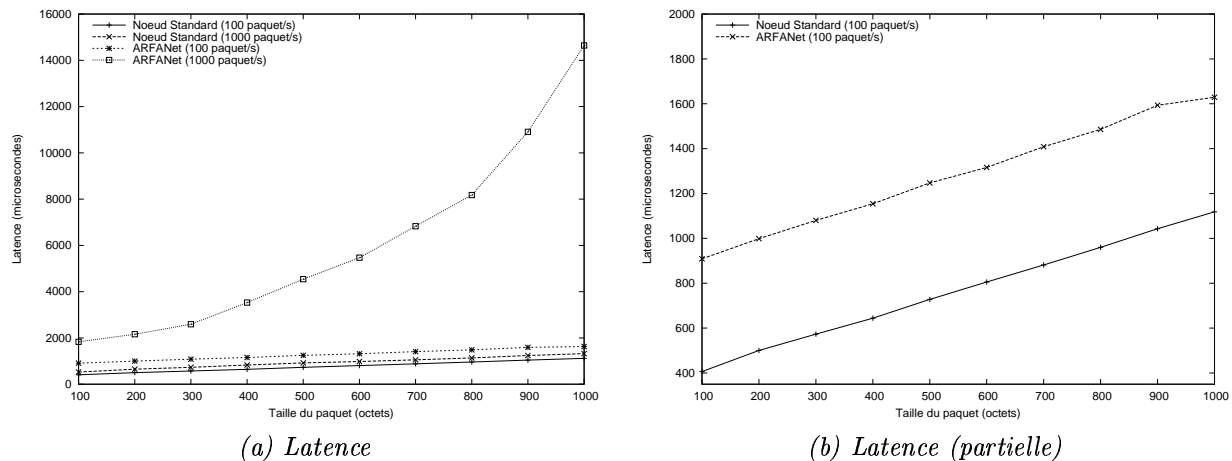 Noeud Standard (100 paquet/s)
Noeud Standard (1000 paquet/s)
ARFANet (100 paquet/s)
ARFANet (1000 paquet/s)
16000
14000
12000
10000
8000
6000
4000
2000
0
Latence (microsecondes)
100 200 300 400 500 600 700 800 900 1000
Taille du paquet (octets)
(a) Latence
Noeud Standard (100 paquet/s)
ARFANet (100 paquet/s)
2000
1800
1600
1400
1200
1000
800
600
400
Latence (microsecondes)
100 200 300 400 500 600 700 800 900 1000
Taille du paquet (octets)
(b) Latence (partielle)